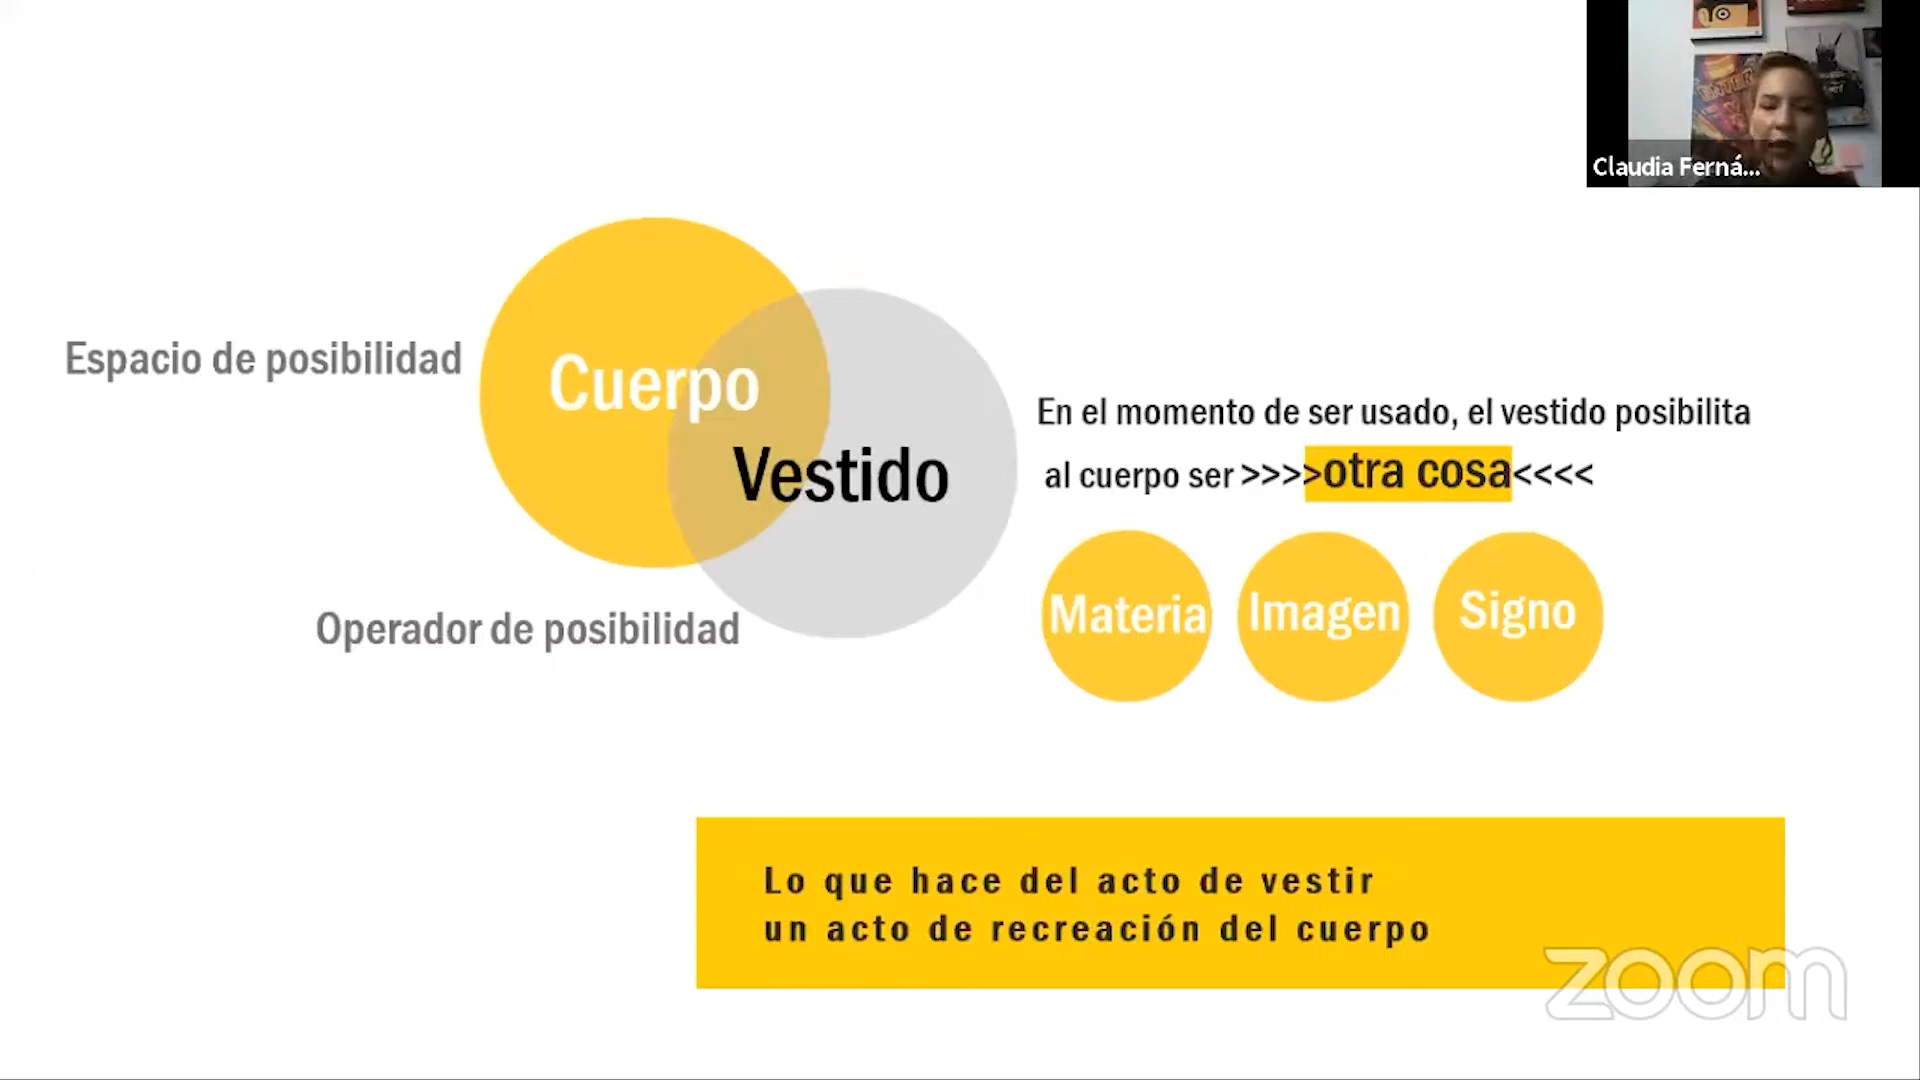 Claudia Ferná...
Espacio de posibilidad
Cuerpo
Vestido
Operador de posibilidad
En el momento de ser usado, el vestido posibilita
al cuerpo ser >>>>otra cosa<<<<
Materia
Imagen
Signo
Lo que hace del acto de vestir
un acto de recreación del cuerpo
zoom